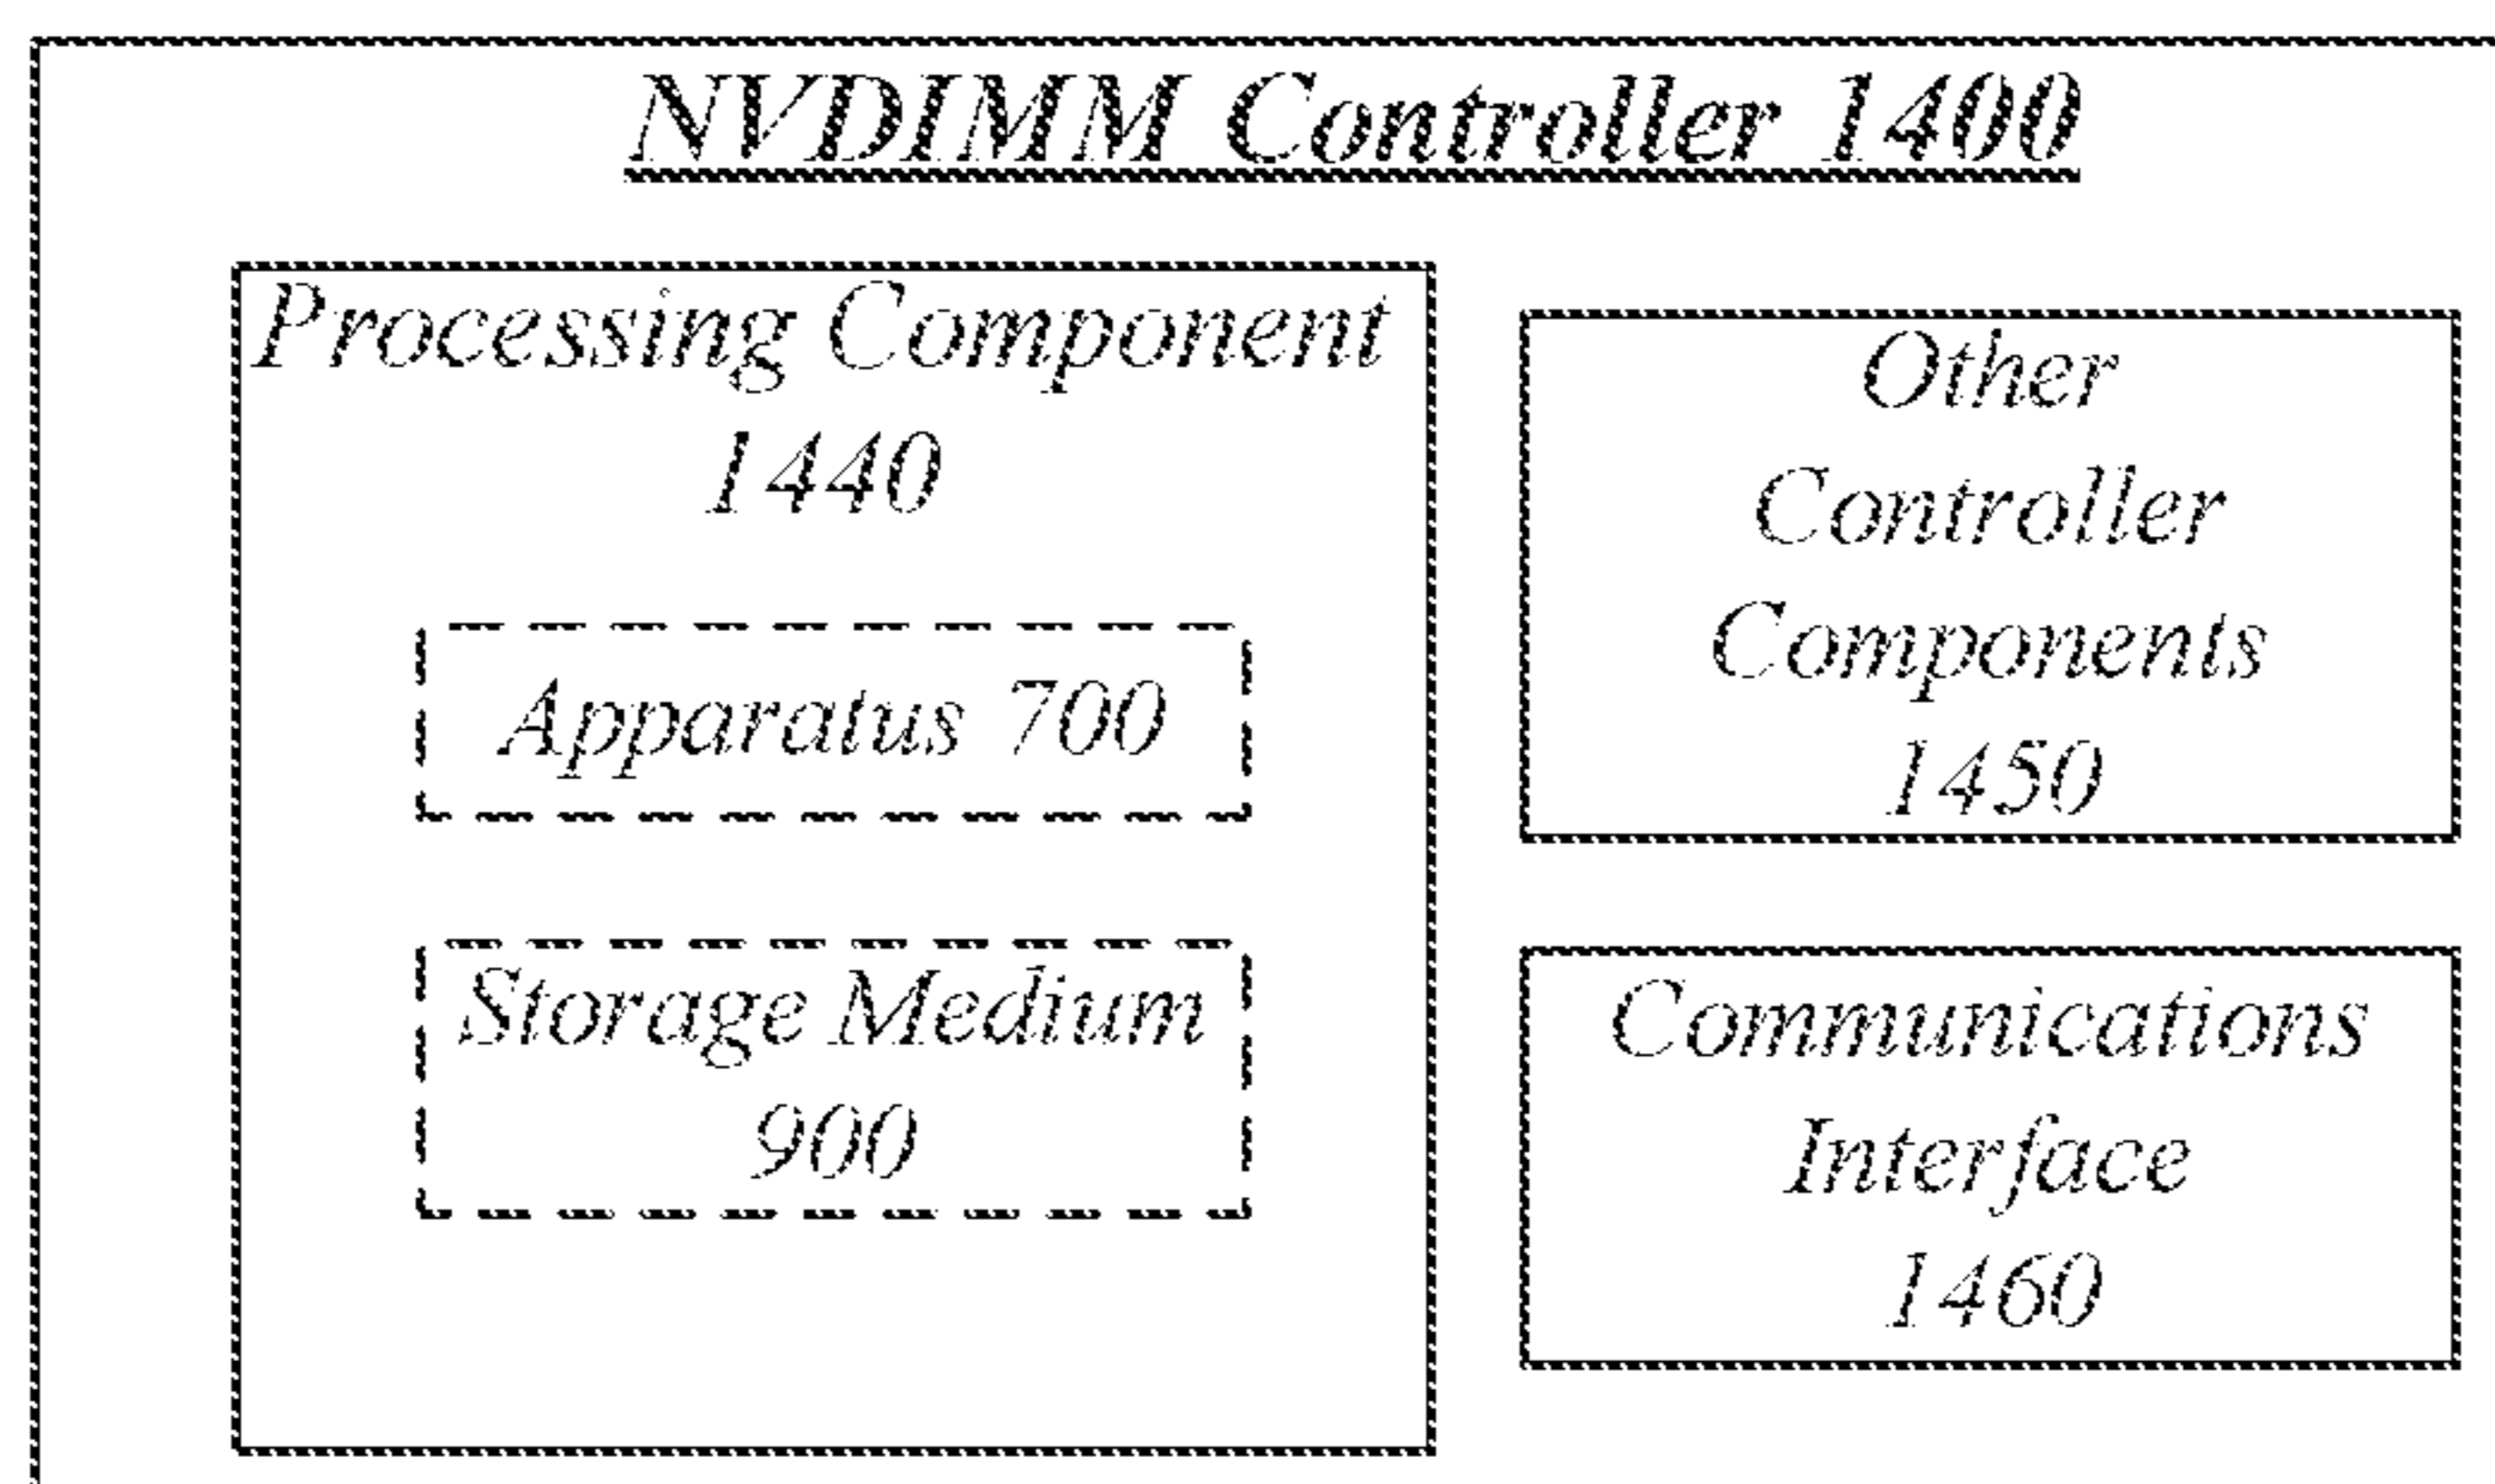 NVDIMM Controller 1400
Processing Component
1440
Apparatus 700
Storage Medium
900
Other
Controller
Components
1450
Communications
Interface
1460